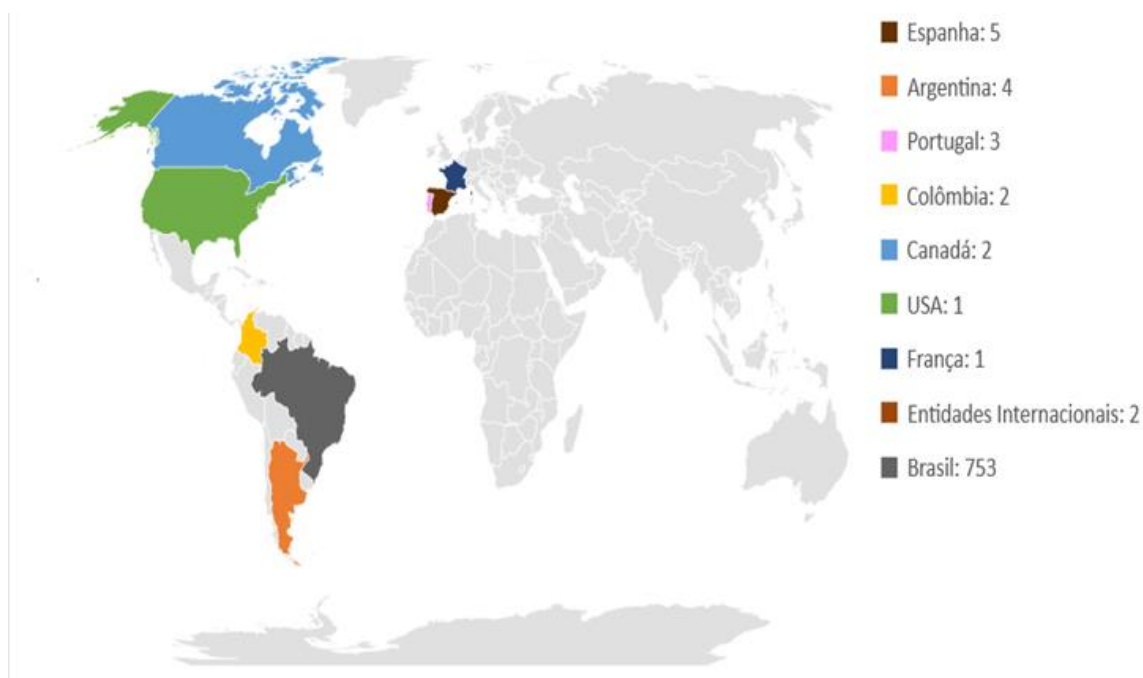 Espanha: 5
Argentina: 4
Portugal: 3
Colômbia: 2
Canadá: 2
USA: 1
França: 1
Entidades Internacionais: 2
Brasil: 753